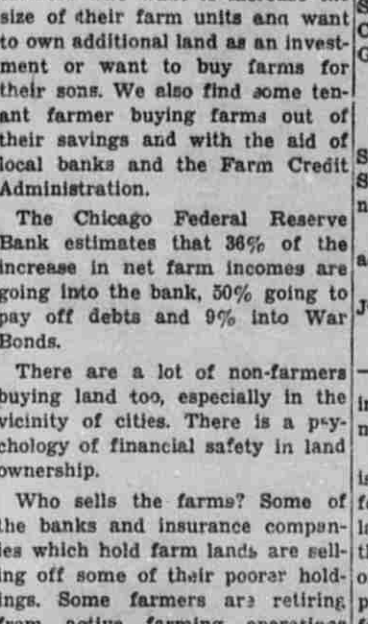 size of their farm units and want
to own additional land as an invest-
ment or want to buy farms for
their sons. We also find some ten-
ant farmer buying farms out of
their savings and with the aid of
local banks and the Farm Credit
Administration.
The Chicago Federal Reserve
Bank estimates that 36% of the
increase in net farm incomes are
going into the bank, 50% going to
pay off debts and 9% into War
Bonds.
There are a lot of non-farmers
buying land too, especially in the
vicinity of cities. There is a psy-
chology of financial safety in land
ownership.
Who sells the farms? Some of
the banks and insurance compan-
ies which hold farm lands are sell-
ing off some of their poorer hold-
ings. Some farmers are retiring
from active farming operations